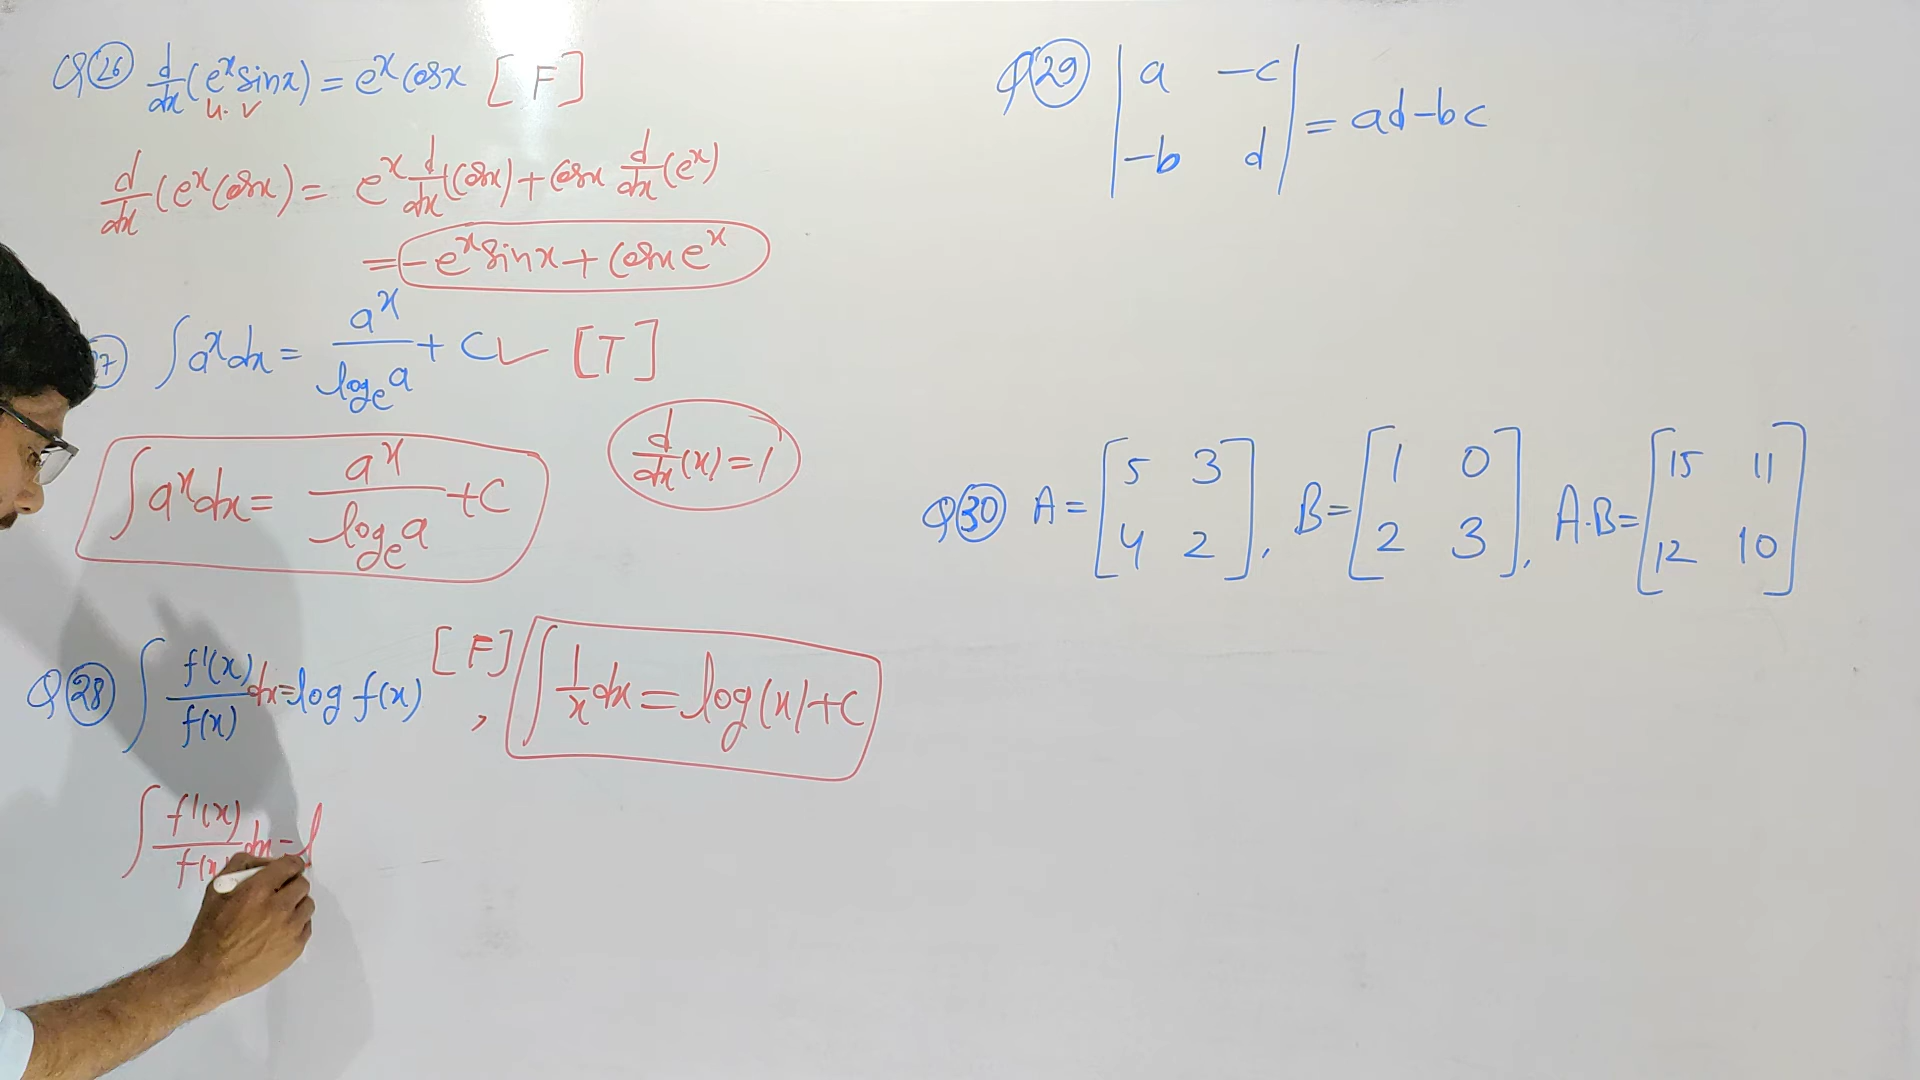 Q26 d/dx (e^x sinx) = e^x cosx [ F ]
u. v
d/dx (e^x cosx) = e^x d/dx (cosx) + cosx d/dx (e^x)
= -e^x sinx + cosx e^x
27 ∫ a^x dx = a^x / log_e a + C ✓ [T]
∫ a^x dx = a^x / log_e a + C
d/dx (x) = 1
Q28 ∫ f'(x)/f(x) dx = log f(x) [F] , ∫ 1/x dx = log(x)+C
∫ f'(x)/f(x) dx = l
Q29 | a -c |
| -b d | = ad-bc
Q30 A = [ 5 3 ; 4 2 ], B = [ 1 0 ; 2 3 ], A.B = [ 15 11 ; 12 10 ]